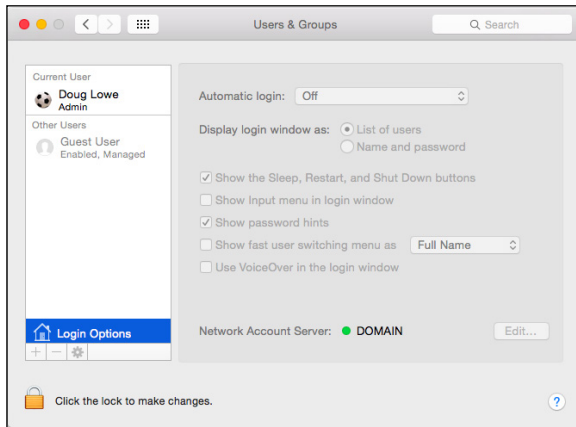 Users & Groups
Search
Current User
Doug Lowe
Admin
Other Users
Guest User
Enabled, Managed
Login Options
Automatic login: Off
Display login window as: List of users
Name and password
Show the Sleep, Restart, and Shut Down buttons
Show Input menu in login window
Show password hints
Show fast user switching menu as Full Name
Use VoiceOver in the login window
Network Account Server: DOMAIN Edit...
Click the lock to make changes.
?